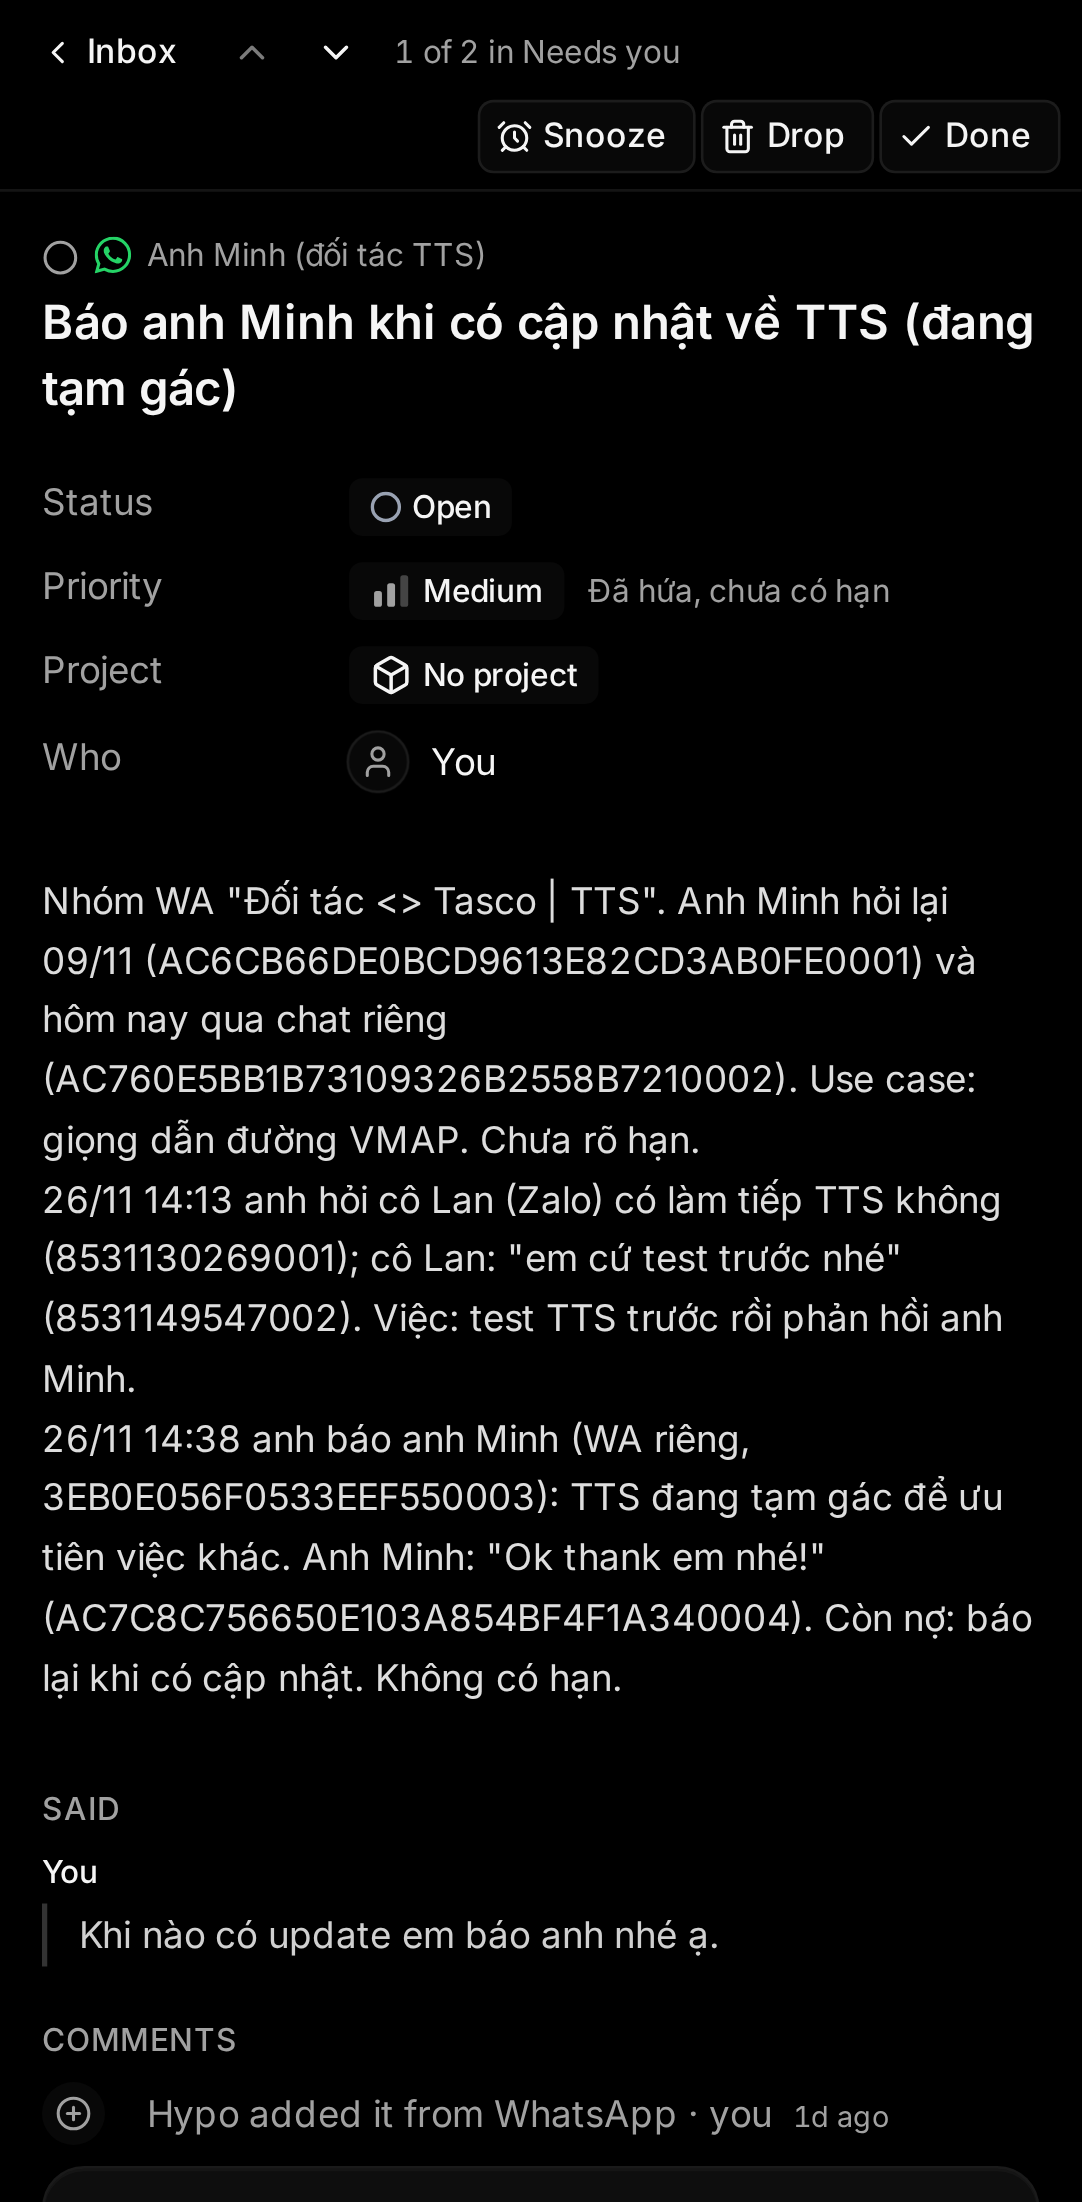 Inbox
1 of 2 in Needs you
Snooze
Drop
Done
Anh Minh (đối tác TTS)
Báo anh Minh khi có cập nhật về TTS (đang
tạm gác)
Status
Open
Priority
Medium
Đã hứa, chưa có hạn
Project
No project
Who
You
Nhóm WA "Đối tác <> Tasco | TTS". Anh Minh hỏi lại
09/11 (AC6CB66DE0BCD9613E82CD3AB0FE0001) và
hôm nay qua chat riêng
(AC760E5BB1B73109326B2558B7210002). Use case:
giọng dẫn đường VMAP. Chưa rõ hạn.
26/11 14:13 anh hỏi cô Lan (Zalo) có làm tiếp TTS không
(8531130269001); cô Lan: "em cứ test trước nhé"
(8531149547002). Việc: test TTS trước rồi phản hồi anh
Minh.
26/11 14:38 anh báo anh Minh (WA riêng,
3EB0E056F0533EEF550003): TTS đang tạm gác để ưu
tiên việc khác. Anh Minh: "Ok thank em nhé!"
(AC7C8C756650E103A854BF4F1A340004). Còn nợ: báo
lại khi có cập nhật. Không có hạn.
SAID
You
Khi nào có update em báo anh nhé ạ.
COMMENTS
Hypo added it from WhatsApp · you 1d ago